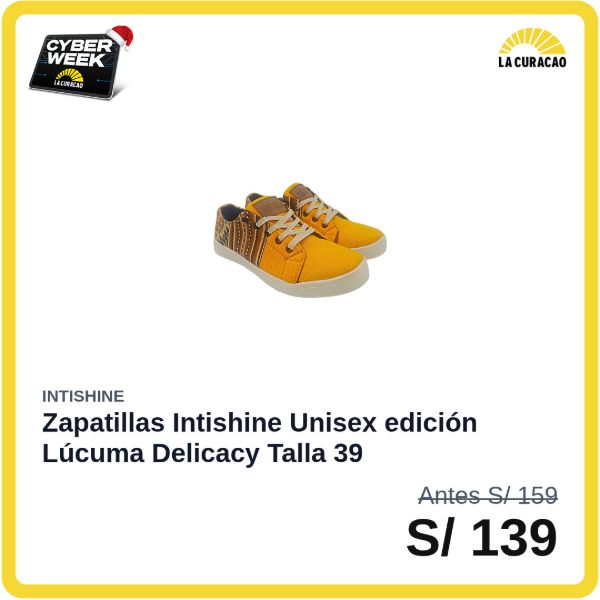 CYBER
WEEK
LA CURACAO
LA CURACAO
INTISHINE
Zapatillas Intishine Unisex edición
Lúcuma Delicacy Talla 39
Antes S/ 159
S/ 139